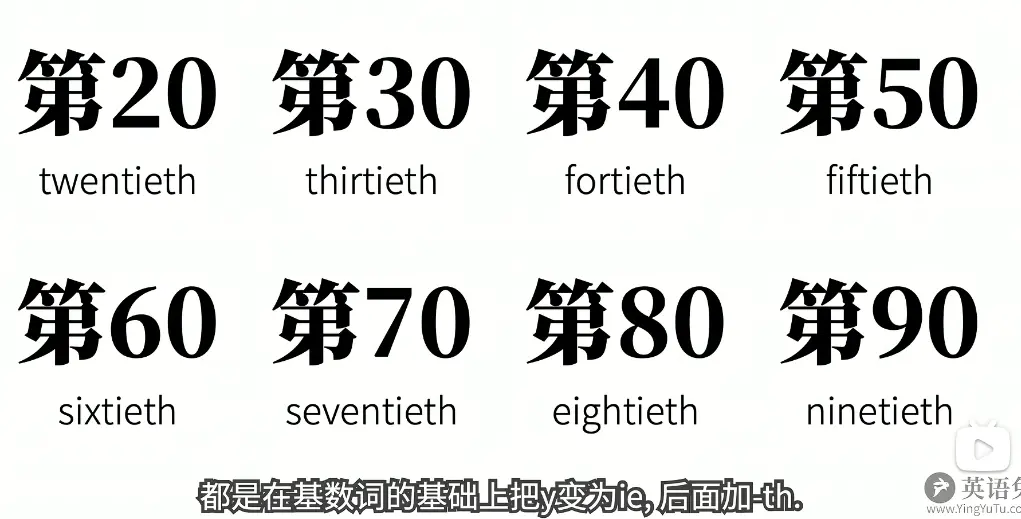 第20 第30 第40 第50
twentieth thirtieth fortieth fiftieth
第60 第70 第80 第90
sixtieth seventieth eightieth ninetieth
都是在基数词的基础上把y变为ie, 后面加-th.
英语
www.YingYuTu.c